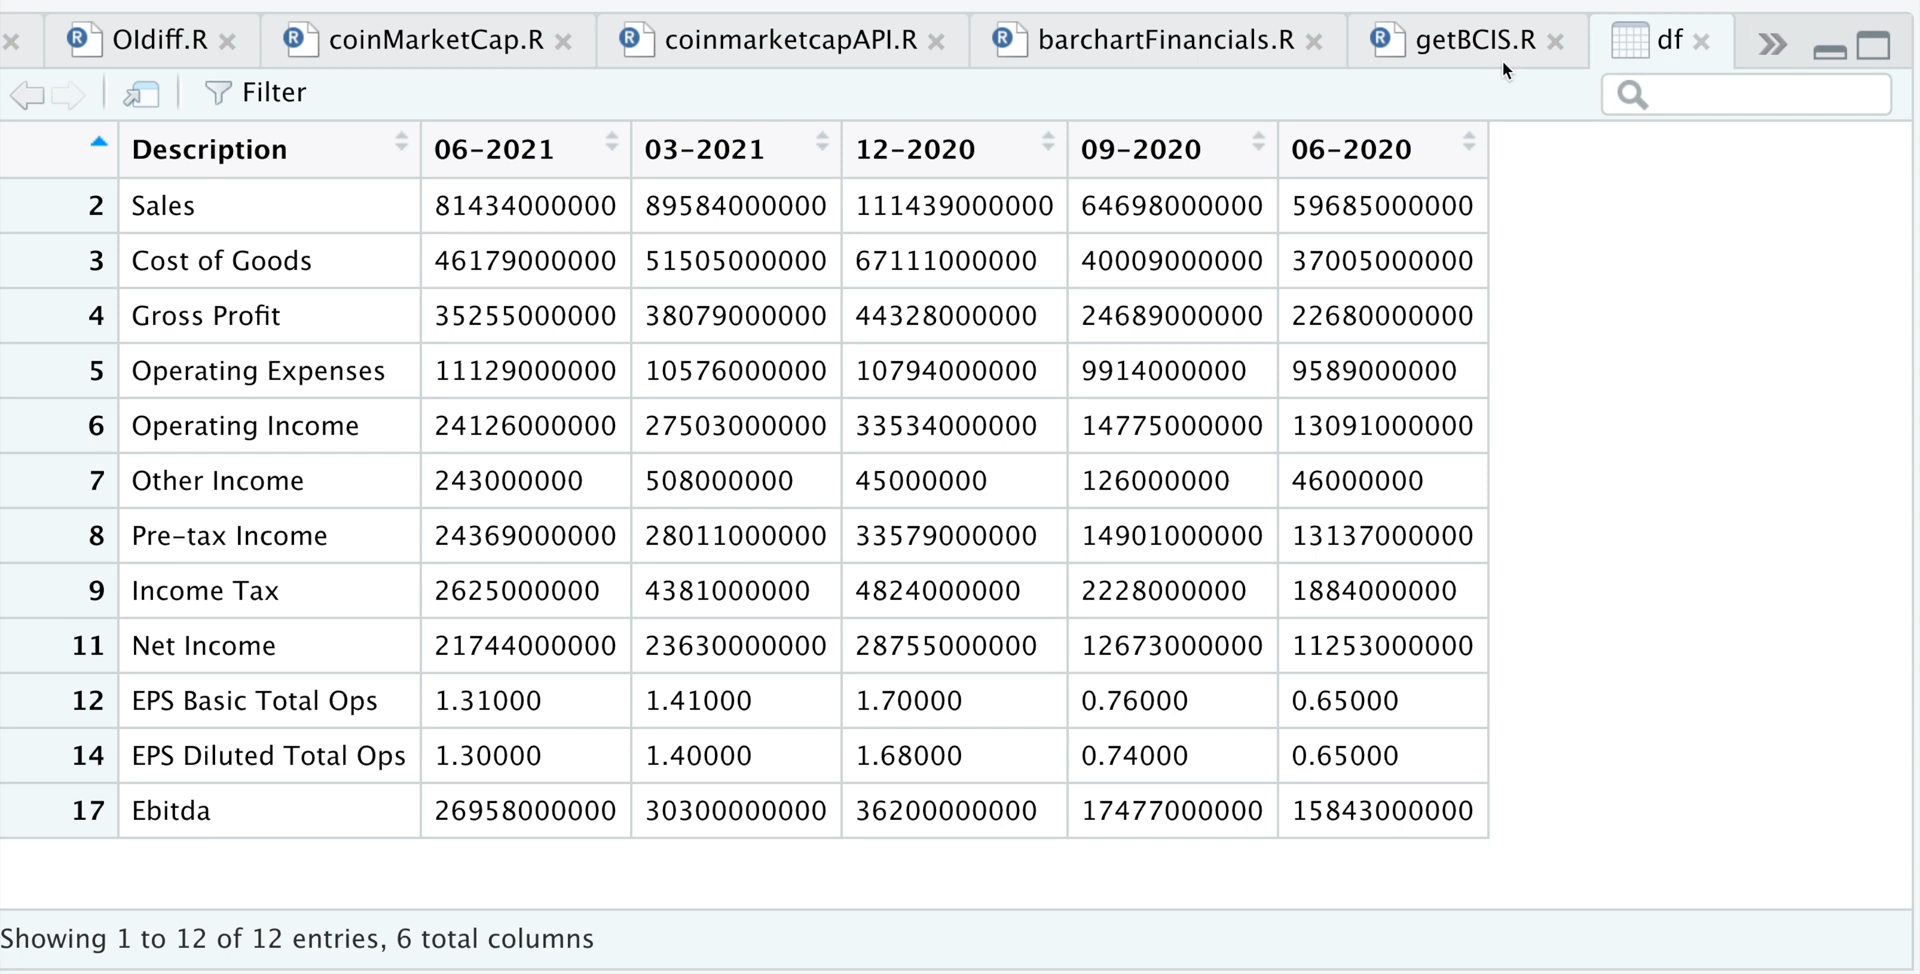 OIdiff.R coinMarketCap.R coinmarketcapAPI.R barchartFinancials.R getBCIS.R df
Filter
Description 06-2021 03-2021 12-2020 09-2020 06-2020
2 Sales 81434000000 89584000000 111439000000 64698000000 59685000000
3 Cost of Goods 46179000000 51505000000 67111000000 40009000000 37005000000
4 Gross Profit 35255000000 38079000000 44328000000 24689000000 22680000000
5 Operating Expenses 11129000000 10576000000 10794000000 9914000000 9589000000
6 Operating Income 24126000000 27503000000 33534000000 14775000000 13091000000
7 Other Income 243000000 508000000 45000000 126000000 46000000
8 Pre-tax Income 24369000000 28011000000 33579000000 14901000000 13137000000
9 Income Tax 2625000000 4381000000 4824000000 2228000000 1884000000
11 Net Income 21744000000 23630000000 28755000000 12673000000 11253000000
12 EPS Basic Total Ops 1.31000 1.41000 1.70000 0.76000 0.65000
14 EPS Diluted Total Ops 1.30000 1.40000 1.68000 0.74000 0.65000
17 Ebitda 26958000000 30300000000 36200000000 17477000000 15843000000
Showing 1 to 12 of 12 entries, 6 total columns